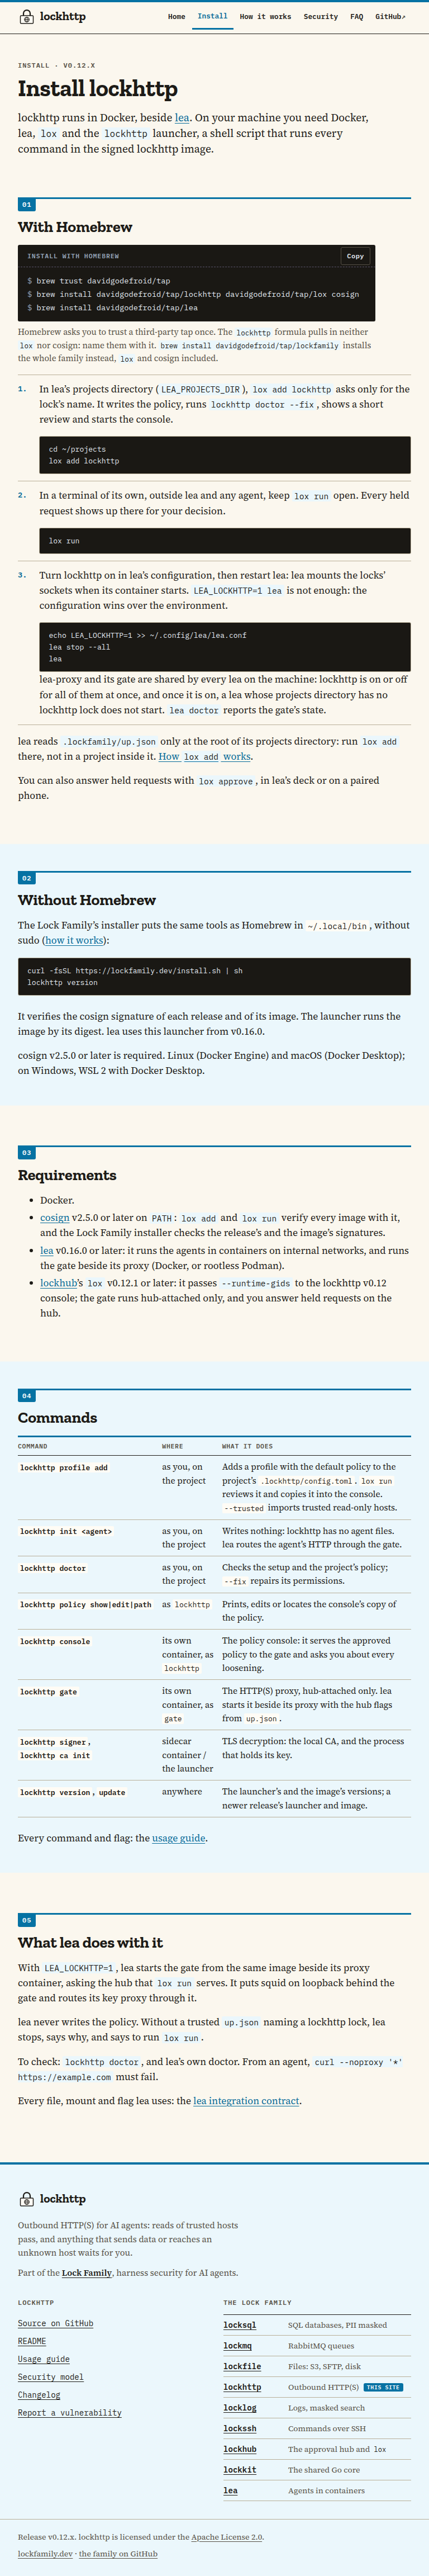 lockhttp
Home Install How it works Security FAQ GitHub↗
INSTALL · V0.12.X
Install lockhttp
lockhttp runs in Docker, beside lea. On your machine you need Docker,
lea, lox and the lockhttp launcher, a shell script that runs every
command in the signed lockhttp image.
01
With Homebrew
INSTALL WITH HOMEBREW Copy
$ brew trust davidgodefroid/tap
$ brew install davidgodefroid/tap/lockhttp davidgodefroid/tap/lox cosign
$ brew install davidgodefroid/tap/lea
Homebrew asks you to trust a third-party tap once. The lockhttp formula pulls in neither
lox nor cosign: name them with it. brew install davidgodefroid/tap/lockfamily installs
the whole family instead, lox and cosign included.
1. In lea's projects directory (LEA_PROJECTS_DIR), lox add lockhttp asks only for the
lock's name. It writes the policy, runs lockhttp doctor --fix, shows a short
review and starts the console.
cd ~/projects
lox add lockhttp
2. In a terminal of its own, outside lea and any agent, keep lox run open. Every held
request shows up there for your decision.
lox run
3. Turn lockhttp on in lea's configuration, then restart lea: lea mounts the locks'
sockets when its container starts. LEA_LOCKHTTP=1 lea is not enough: the
configuration wins over the environment.
echo LEA_LOCKHTTP=1 >> ~/.config/lea/lea.conf
lea stop --all
lea
lea-proxy and its gate are shared by every lea on the machine: lockhttp is on or off
for all of them at once, and once it is on, a lea whose projects directory has no
lockhttp lock does not start. lea doctor reports the gate's state.
lea reads .lockfamily/up.json only at the root of its projects directory: run lox add
there, not in a project inside it. How lox add works.
You can also answer held requests with lox approve, in lea's deck or on a paired
phone.
02
Without Homebrew
The Lock Family's installer puts the same tools as Homebrew in ~/.local/bin, without
sudo (how it works):
curl -fsSL https://lockfamily.dev/install.sh | sh
lockhttp version
It verifies the cosign signature of each release and of its image. The launcher runs the
image by its digest. lea uses this launcher from v0.16.0.
cosign v2.5.0 or later is required. Linux (Docker Engine) and macOS (Docker Desktop);
on Windows, WSL 2 with Docker Desktop.
03
Requirements
• Docker.
• cosign v2.5.0 or later on PATH: lox add and lox run verify every image with it,
and the Lock Family installer checks the release's and the image's signatures.
• lea v0.16.0 or later: it runs the agents in containers on internal networks, and runs
the gate beside its proxy (Docker, or rootless Podman).
• lockhub's lox v0.12.1 or later: it passes --runtime-gids to the lockhttp v0.12
console; the gate runs hub-attached only, and you answer held requests on the
hub.
04
Commands
COMMAND WHERE WHAT IT DOES
lockhttp profile add as you, on Adds a profile with the default policy to the
the project project's .lockhttp/config.toml. lox run
reviews it and copies it into the console.
--trusted imports trusted read-only hosts.
lockhttp init <agent> as you, on Writes nothing: lockhttp has no agent files.
the project lea routes the agent's HTTP through the gate.
lockhttp doctor as you, on Checks the setup and the project's policy;
the project --fix repairs its permissions.
lockhttp policy show|edit|path as lockhttp Prints, edits or locates the console's copy of
the policy.
lockhttp console its own The policy console: it serves the approved
container, as policy to the gate and asks you about every
lockhttp loosening.
lockhttp gate its own The HTTP(S) proxy, hub-attached only. lea
container, as starts it beside its proxy with the hub flags
gate from up.json.
lockhttp signer, sidecar TLS decryption: the local CA, and the process
lockhttp ca init container / that holds its key.
the launcher
lockhttp version, update anywhere The launcher's and the image's versions; a
newer release's launcher and image.
Every command and flag: the usage guide.
05
What lea does with it
With LEA_LOCKHTTP=1, lea starts the gate from the same image beside its proxy
container, asking the hub that lox run serves. It puts squid on loopback behind the
gate and routes its key proxy through it.
lea never writes the policy. Without a trusted up.json naming a lockhttp lock, lea
stops, says why, and says to run lox run.
To check: lockhttp doctor, and lea's own doctor. From an agent, curl --noproxy '*'
https://example.com must fail.
Every file, mount and flag lea uses: the lea integration contract.
lockhttp
Outbound HTTP(S) for AI agents: reads of trusted hosts
pass, and anything that sends data or reaches an
unknown host waits for you.
Part of the Lock Family, harness security for AI agents.
LOCKHTTP
Source on GitHub
README
Usage guide
Security model
Changelog
Report a vulnerability
THE LOCK FAMILY
locksql SQL databases, PII masked
lockmq RabbitMQ queues
lockfile Files: S3, SFTP, disk
lockhttp Outbound HTTP(S) THIS SITE
locklog Logs, masked search
lockssh Commands over SSH
lockhub The approval hub and lox
lockkit The shared Go core
lea Agents in containers
Release v0.12.x. lockhttp is licensed under the Apache License 2.0.
lockfamily.dev · the family on GitHub